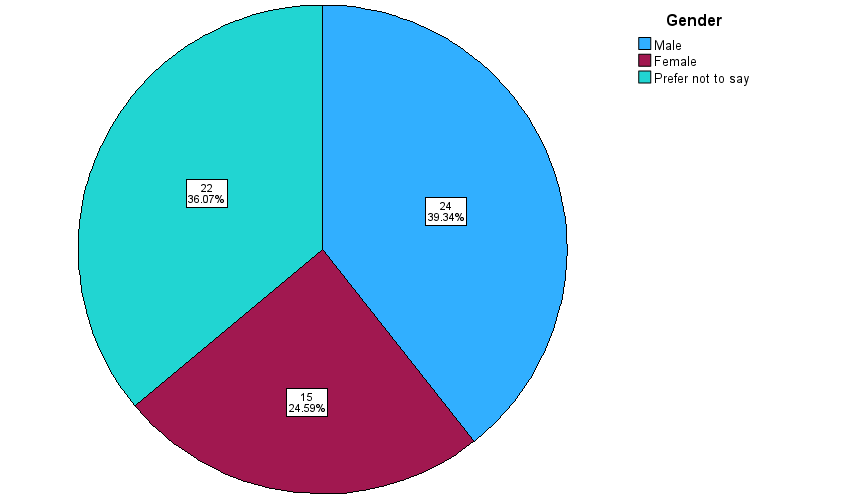 Gender
Male
Female
Prefer not to say
22
36.07%
24
39.34%
15
24.59%